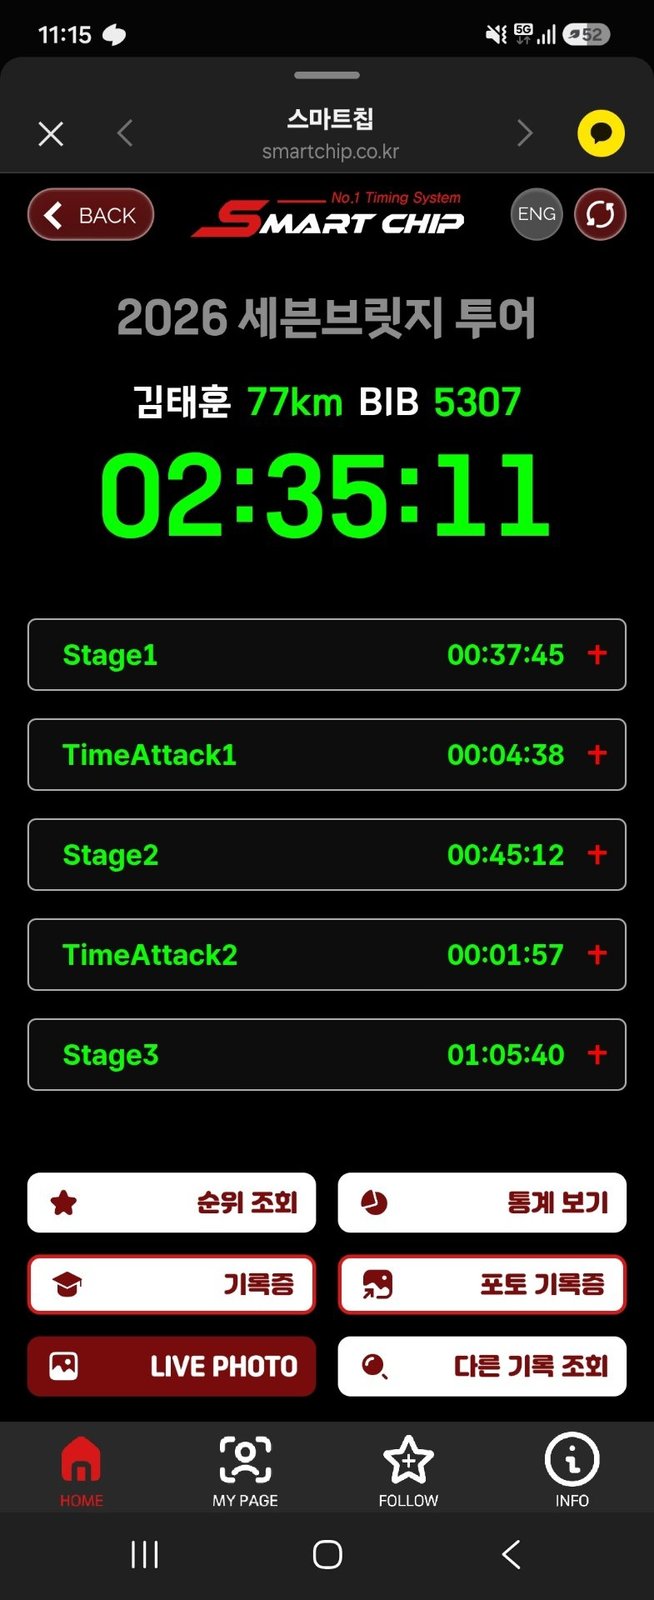 11:15 5G 52
스마트칩
smartchip.co.kr
BACK No.1 Timing System SMART CHIP ENG
2026 세븐브릿지 투어
김태훈 77km BIB 5307
02:35:11
Stage1 00:37:45 +
TimeAttack1 00:04:38 +
Stage2 00:45:12 +
TimeAttack2 00:01:57 +
Stage3 01:05:40 +
순위 조회 통계 보기
기록증 포토 기록증
LIVE PHOTO 다른 기록 조회
HOME MY PAGE FOLLOW INFO